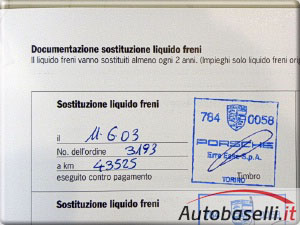 Documentazione sostituzione liquido freni
Il liquido freni vanno sostituiti almeno ogni 2 anni. (Impieghi solo liquido freni
Sostituzione liquido freni
il 11-6 03
No. dell'ordine 3193
a km 43525
eseguito contro pagamento
764 0058
PORSCHE
S.p.A.
TORINO
Timbro
Sostituzione liquido freni
Autobaselli.it